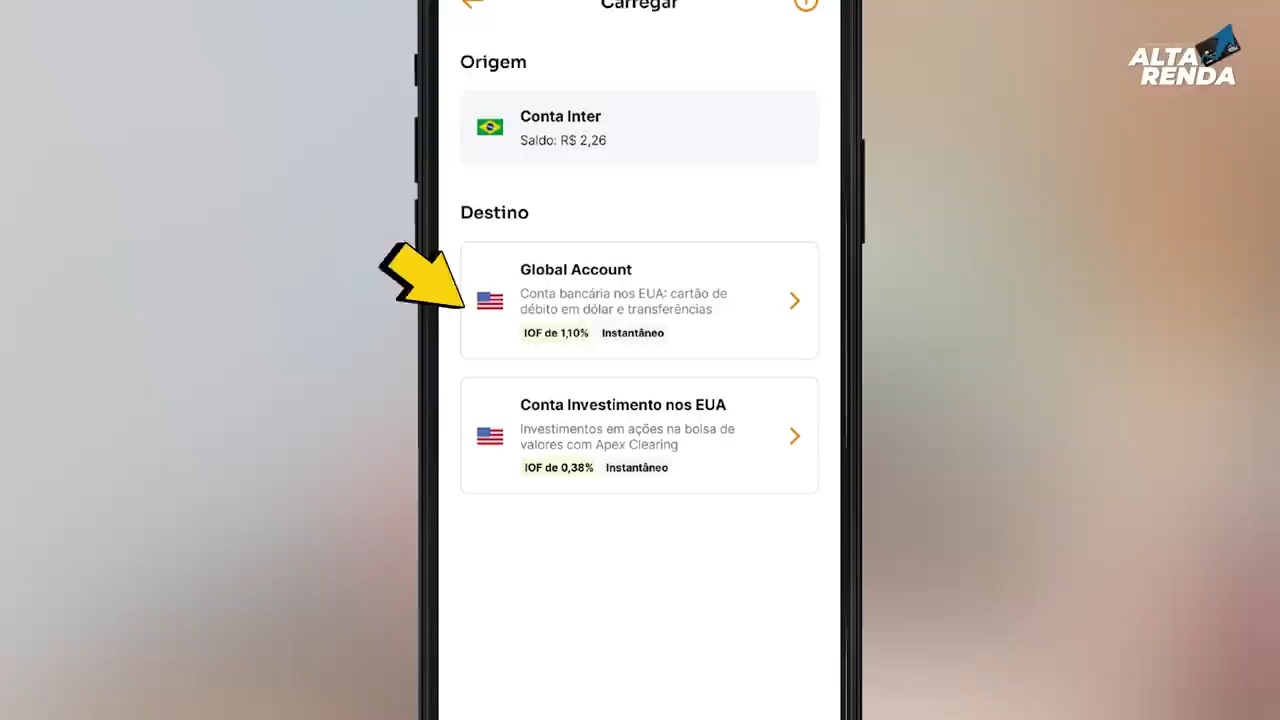 Carregar
ALTA
RENDA
Origem
Conta Inter
Saldo: R$ 2,26
Destino
Global Account
Conta bancária nos EUA: cartão de
débito em dólar e transferências
IOF de 1,10% Instantâneo
Conta Investimento nos EUA
Investimentos em ações na bolsa de
valores com Apex Clearing
IOF de 0,38% Instantâneo